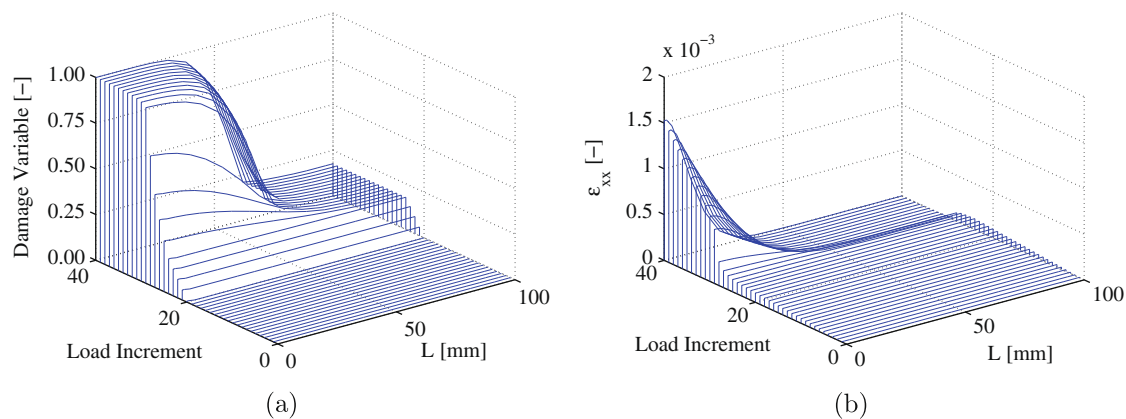 1.00
0.75
0.50
0.25
0.00
40
20
0
0
50
100
Damage Variable [−]
Load Increment
L [mm]
(a)
x 10−3
2
1.5
1
0.5
0
40
20
0
0
50
100
εxx [−]
Load Increment
L [mm]
(b)